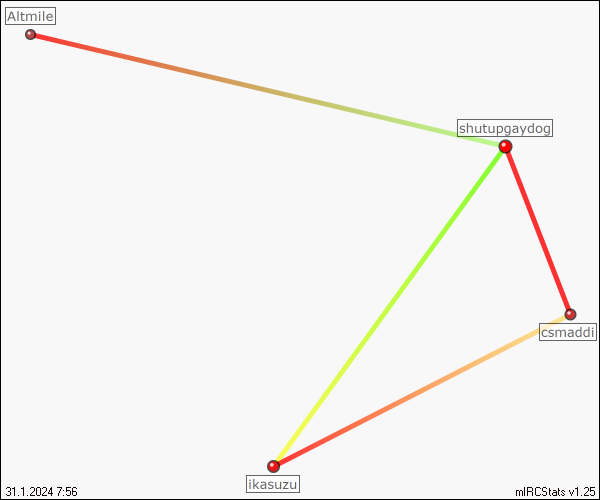 Altmile
shutupgaydog
csmaddi
ikasuzu
31.1.2024 7:56
mIRCStats v1.25